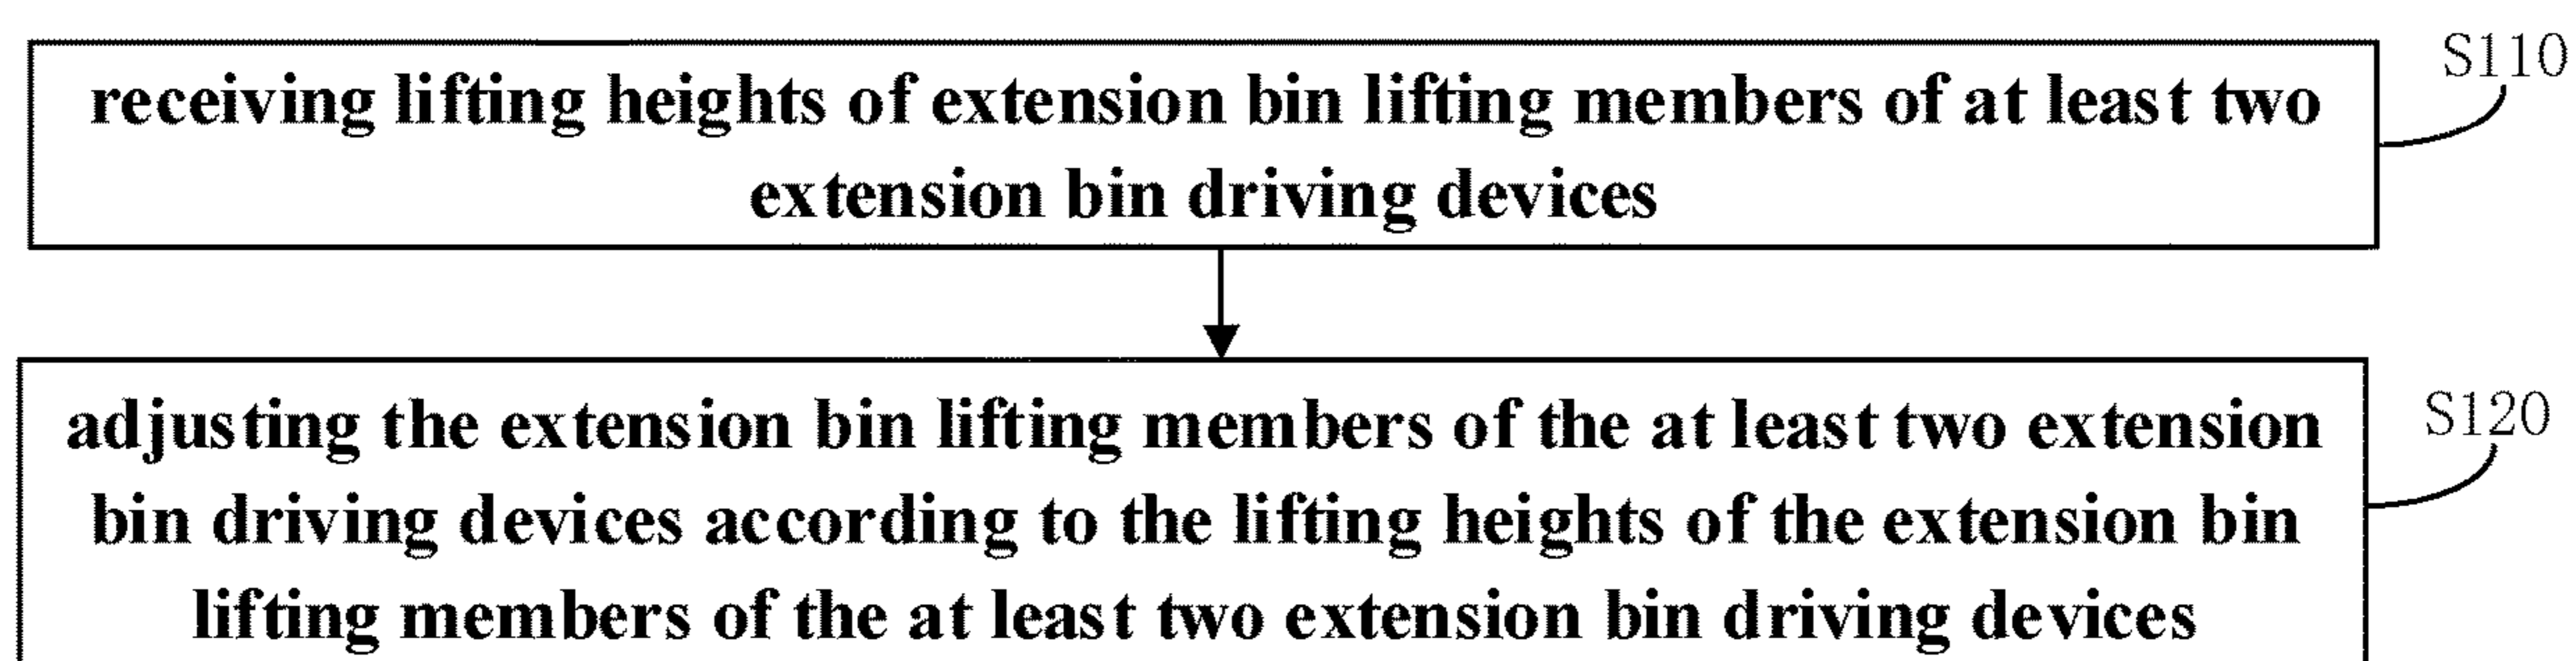 receiving lifting heights of extension bin lifting members of at least two
extension bin driving devices
S110
adjusting the extension bin lifting members of the at least two extension
bin driving devices according to the lifting heights of the extension bin
lifting members of the at least two extension bin driving devices
S120